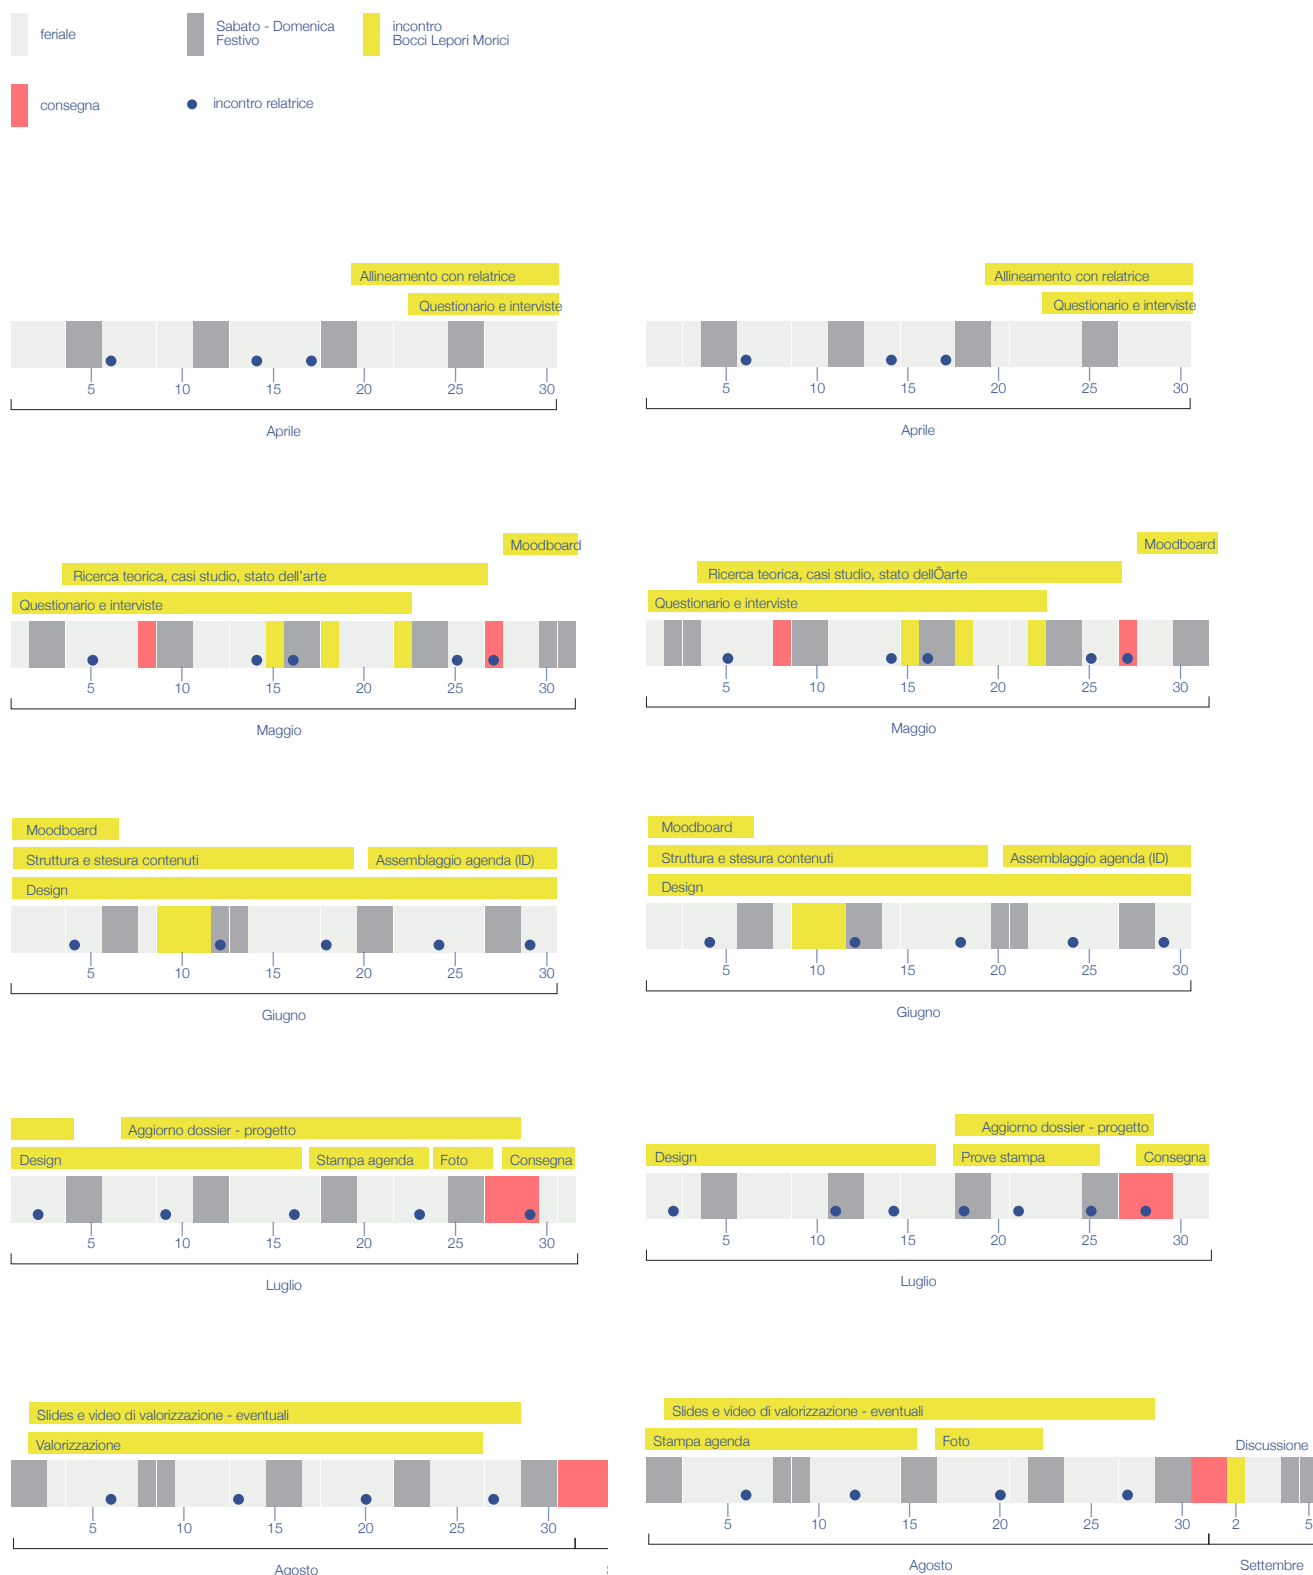 feriale
Sabato - Domenica
Festivo
incontro
Bocci Lepori Morici
consegna
incontro relatrice
Allineamento con relatrice
Questionario e interviste
5 10 15 20 25 30
Aprile
Allineamento con relatrice
Questionario e interviste
5 10 15 20 25 30
Aprile
Moodboard
Ricerca teorica, casi studio, stato dell'arte
Questionario e interviste
5 10 15 20 25 30
Maggio
Moodboard
Ricerca teorica, casi studio, stato dellÕarte
Questionario e interviste
5 10 15 20 25 30
Maggio
Moodboard
Struttura e stesura contenuti
Assemblaggio agenda (ID)
Design
5 10 15 20 25 30
Giugno
Moodboard
Struttura e stesura contenuti
Assemblaggio agenda (ID)
Design
5 10 15 20 25 30
Giugno
Aggiorno dossier - progetto
Design
Stampa agenda
Foto
Consegna
5 10 15 20 25 30
Luglio
Aggiorno dossier - progetto
Design
Prove stampa
Consegna
5 10 15 20 25 30
Luglio
Slides e video di valorizzazione - eventuali
Valorizzazione
5 10 15 20 25 30
Agosto
Slides e video di valorizzazione - eventuali
Stampa agenda
Foto
Discussione
5 10 15 20 25 30 2 5
Agosto
Settembre